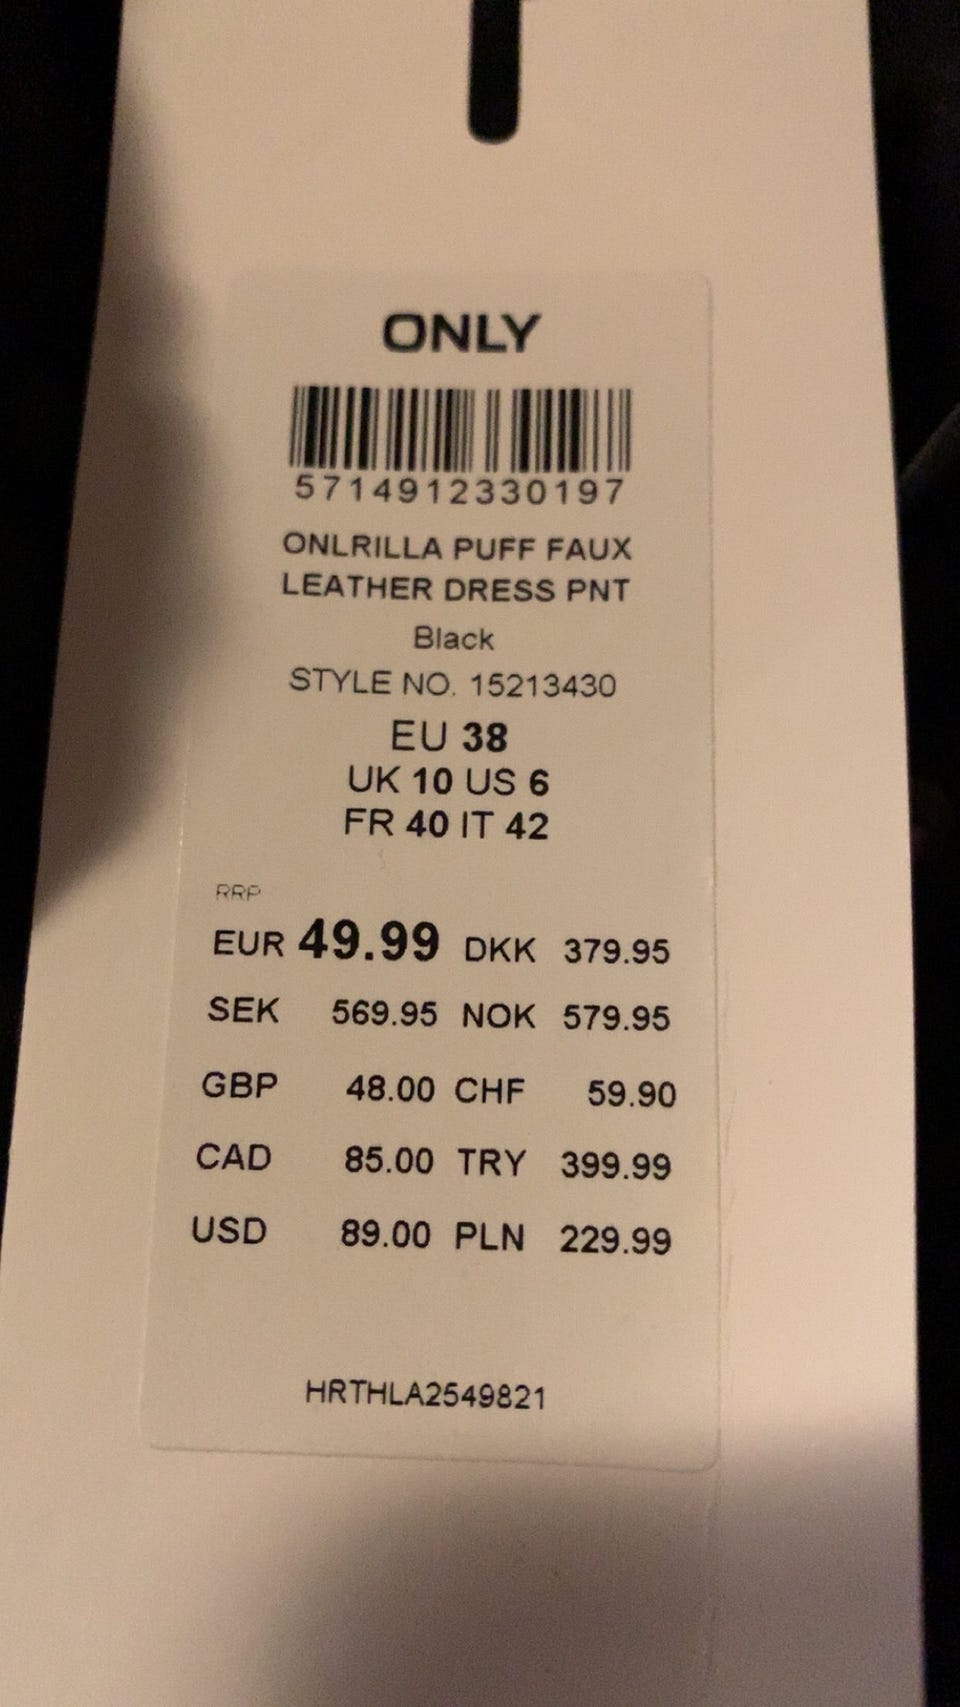 ONLY
5714912330197
ONLRILLA PUFF FAUX
LEATHER DRESS PNT
Black
STYLE NO. 15213430
EU 38
UK 10 US 6
FR 40 IT 42
RRP
EUR 49.99 DKK 379.95
SEK 569.95 NOK 579.95
GBP 48.00 CHF 59.90
CAD 85.00 TRY 399.99
USD 89.00 PLN 229.99
HRTHLA2549821